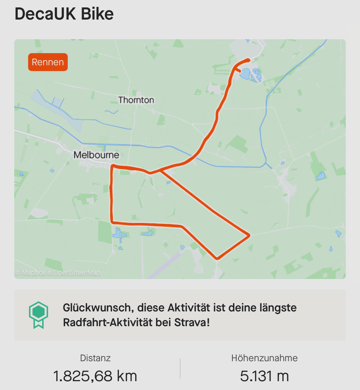 DecaUK Bike
Rennen
Thornton
Melbourne
Glückwunsch, diese Aktivität ist deine längste
Radfahrt-Aktivität bei Strava!
Distanz
Höhenzunahme
1.825,68 km
5.131 m